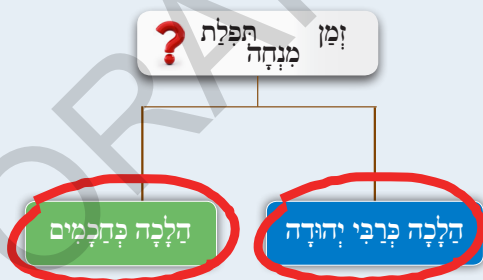 זְמַן תְּפִלַּת
מִנְחָה
הֲלָכָה כְּרַבִּי יְהוּדָה
הֲלָכָה כְּחֲכָמִים